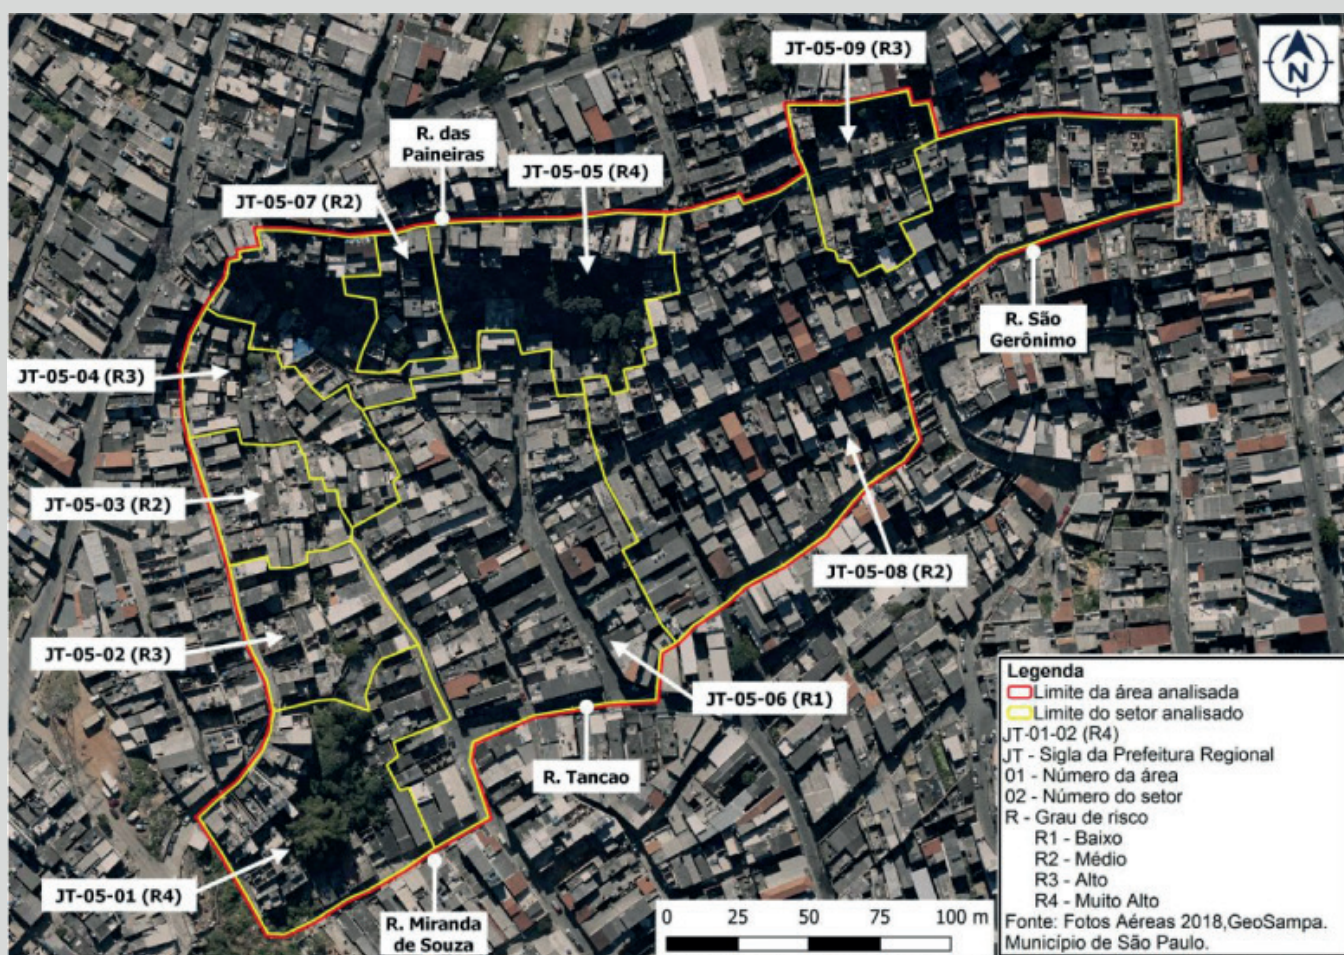 JT-05-09 (R3)
N
R. das
Paineiras
JT-05-05 (R4)
JT-05-07 (R2)
R. São
Gerônimo
JT-05-04 (R3)
JT-05-03 (R2)
JT-05-08 (R2)
JT-05-02 (R3)
JT-05-06 (R1)
R. Tancao
JT-05-01 (R4)
R. Miranda
de Souza
0 25 50 75 100 m
Legenda
Limite da área analisada
Limite do setor analisado
JT-01-02 (R4)
JT - Sigla da Prefeitura Regional
01 - Número da área
02 - Número do setor
R - Grau de risco
R1 - Baixo
R2 - Médio
R3 - Alto
R4 - Muito Alto
Fonte: Fotos Aéreas 2018,GeoSampa.
Município de São Paulo.